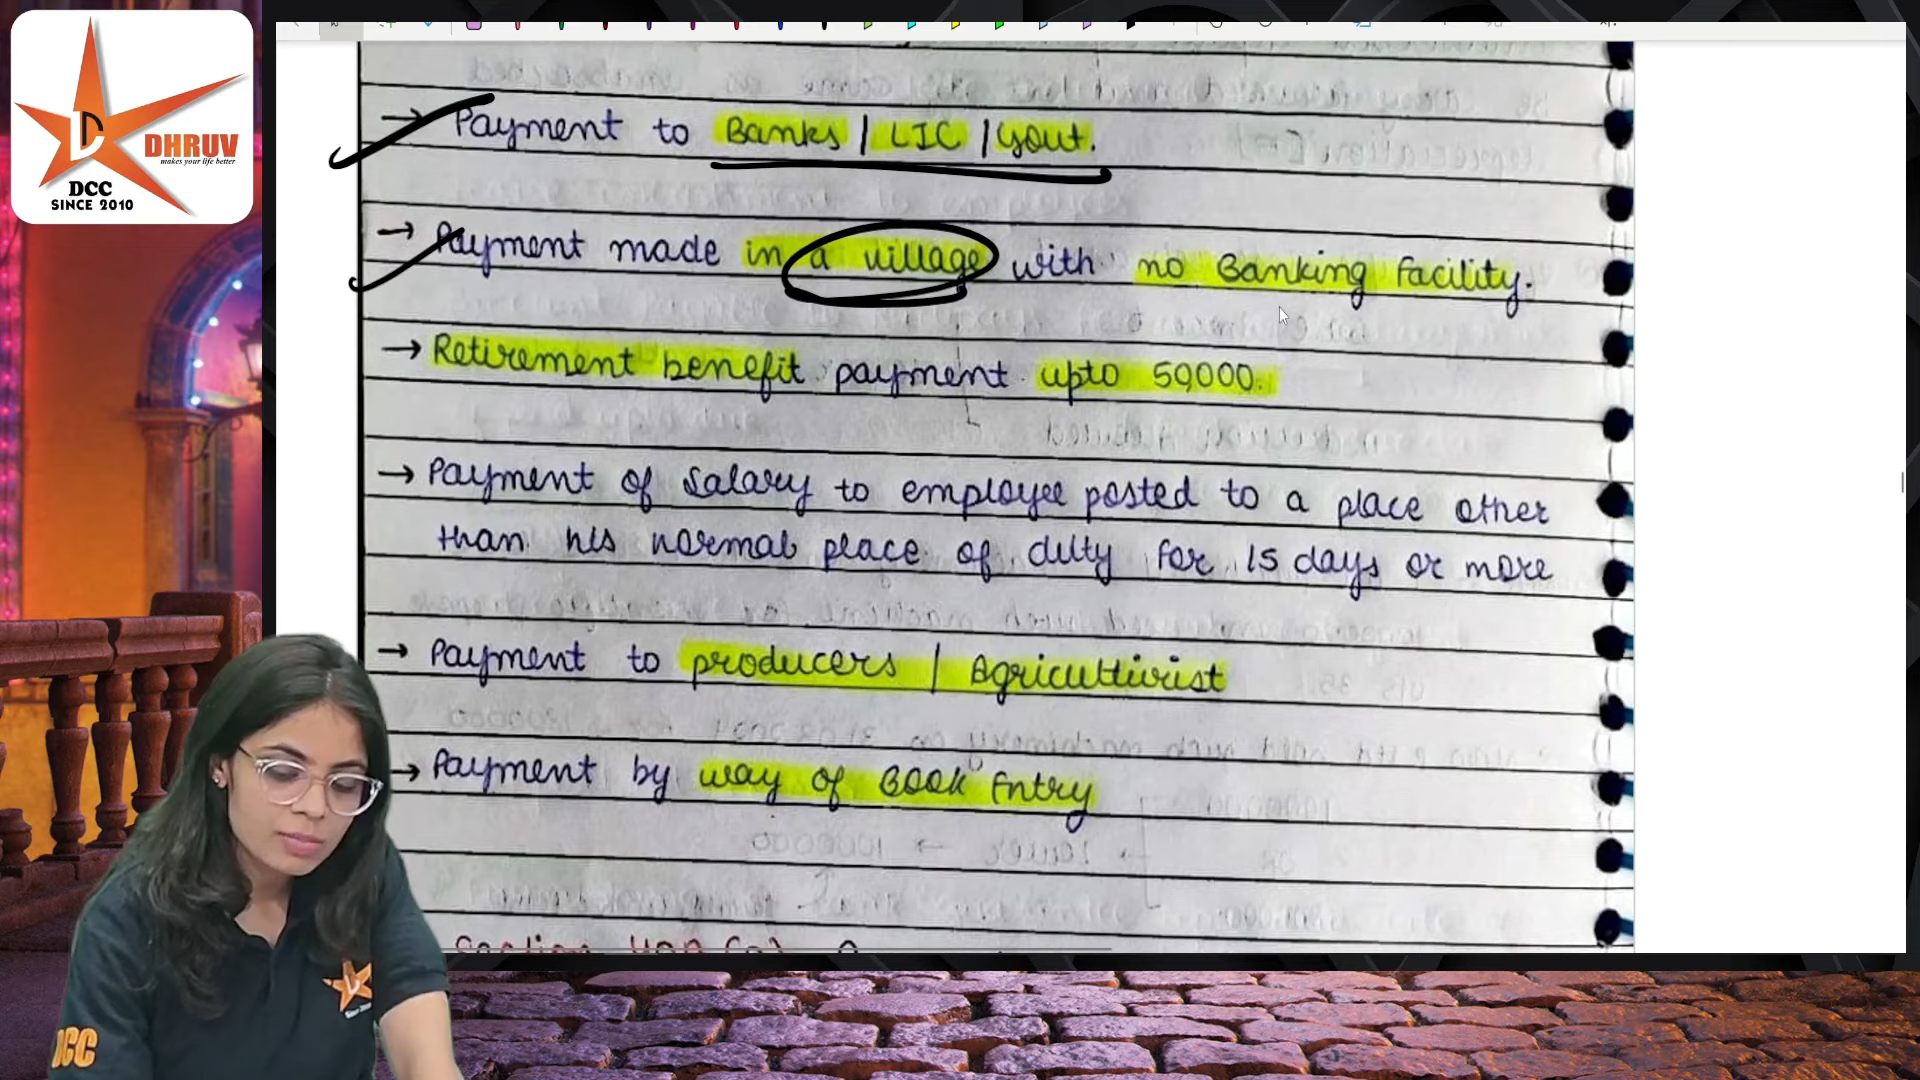 DHRUV
makes your life better
DCC
SINCE 2010
→ Payment to Banks / LIC / Govt.
→ Payment made in a village with no Banking facility.
→ Retirement benefit payment upto 50,000.
→ Payment of salary to employee posted to a place other
than his normal place of duty for 15 days or more
→ Payment to producers / Agriculturist
→ Payment by way of Book Entry
DCC